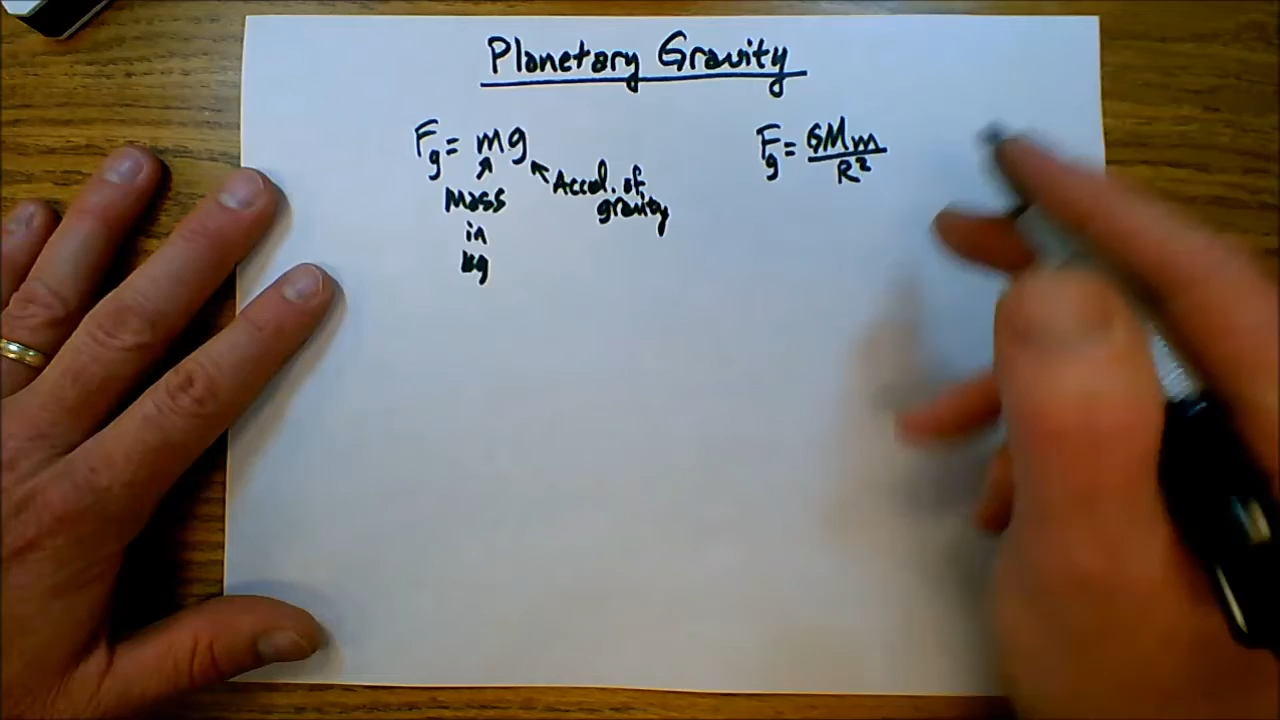 Planetary Gravity
Fg = mg
Fg = GMm/R²
Mass
in
kg
Accel. of
gravity